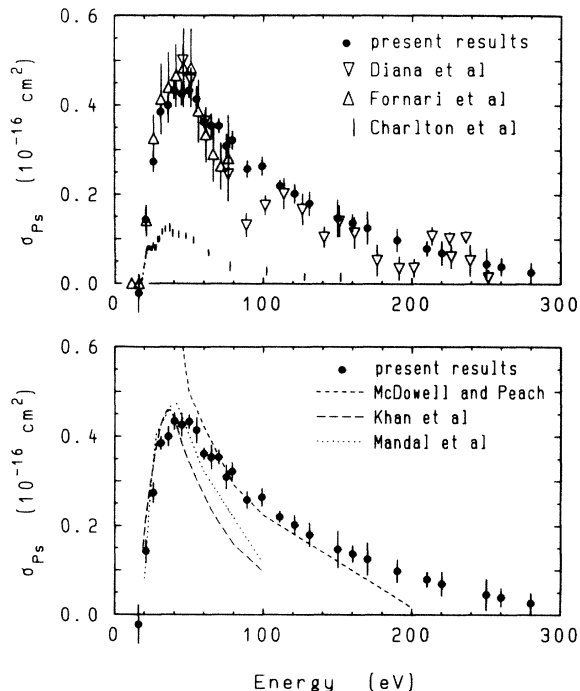 0.6
0.4
0.2
0.0
σPs (10⁻¹⁶ cm²)
present results
Diana et al
Fornari et al
Charlton et al
0 100 200 300
0.6
0.4
0.2
0.0
σPs (10⁻¹⁶ cm²)
present results
McDowell and Peach
Khan et al
Mandal et al
0 100 200 300
Energy (eV)